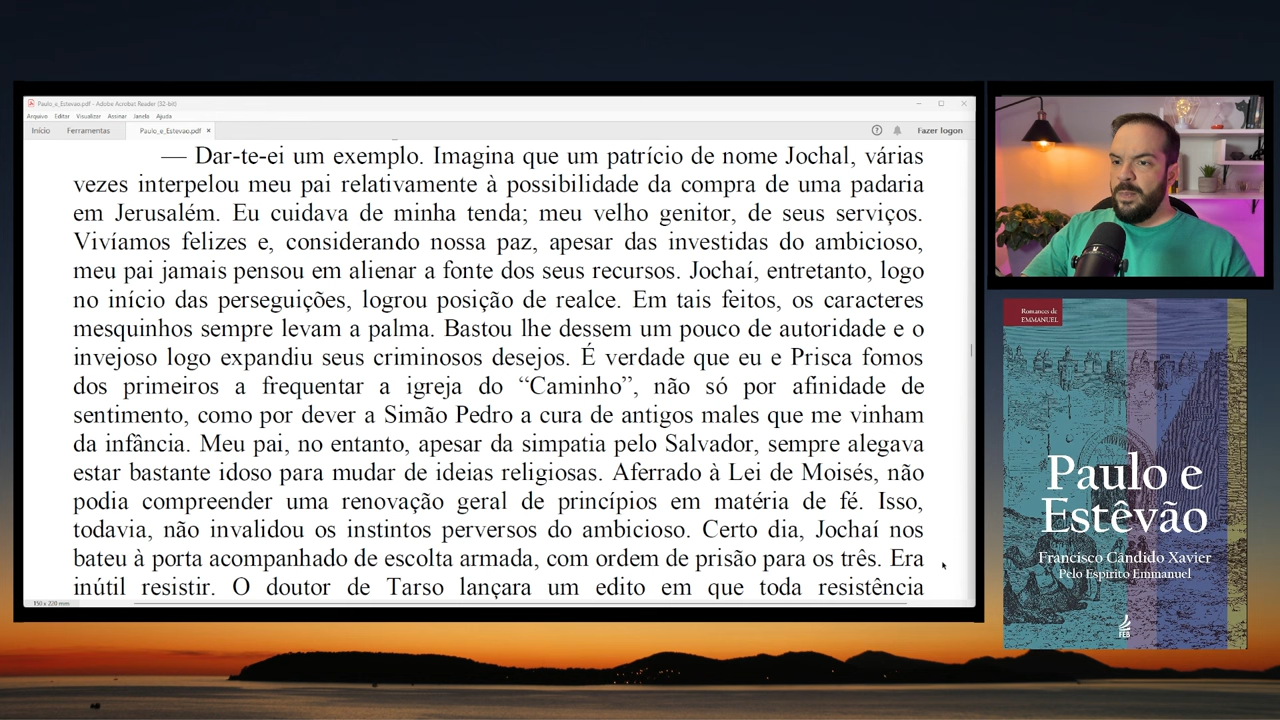 Paulo_e_Estevao.pdf - Adobe Acrobat Reader (32-bit)
Arquivo Editar Visualizar Assinar Janela Ajuda
Início Ferramentas Paulo_e_Estevao.pdf × Fazer logon
— Dar-te-ei um exemplo. Imagina que um patrício de nome Jochal, várias
vezes interpelou meu pai relativamente à possibilidade da compra de uma padaria
em Jerusalém. Eu cuidava de minha tenda; meu velho genitor, de seus serviços.
Vivíamos felizes e, considerando nossa paz, apesar das investidas do ambicioso,
meu pai jamais pensou em alienar a fonte dos seus recursos. Jochaí, entretanto, logo
no início das perseguições, logrou posição de realce. Em tais feitos, os caracteres
mesquinhos sempre levam a palma. Bastou lhe dessem um pouco de autoridade e o
invejoso logo expandiu seus criminosos desejos. É verdade que eu e Prisca fomos
dos primeiros a frequentar a igreja do “Caminho”, não só por afinidade de
sentimento, como por dever a Simão Pedro a cura de antigos males que me vinham
da infância. Meu pai, no entanto, apesar da simpatia pelo Salvador, sempre alegava
estar bastante idoso para mudar de ideias religiosas. Aferrado à Lei de Moisés, não
podia compreender uma renovação geral de princípios em matéria de fé. Isso,
todavia, não invalidou os instintos perversos do ambicioso. Certo dia, Jochaí nos
bateu à porta acompanhado de escolta armada, com ordem de prisão para os três. Era
inútil resistir. O doutor de Tarso lançara um edito em que toda resistência
150 x 220 mm
Romances de
EMMANUEL
Paulo e
Estêvão
Francisco Cândido Xavier
Pelo Espírito Emmanuel
FEB